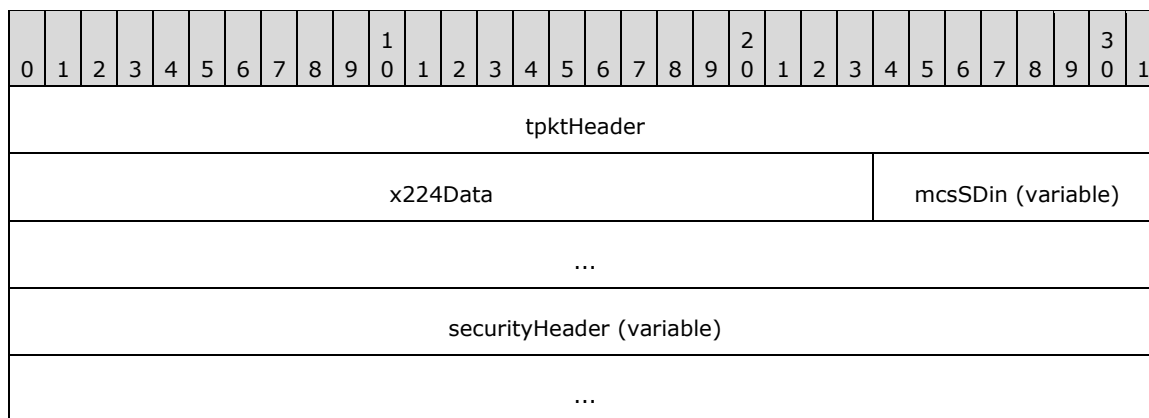 1 2 3
0 1 2 3 4 5 6 7 8 9 0 1 2 3 4 5 6 7 8 9 0 1 2 3 4 5 6 7 8 9 0 1
tpktHeader
x224Data mcsSDin (variable)
...
securityHeader (variable)
...